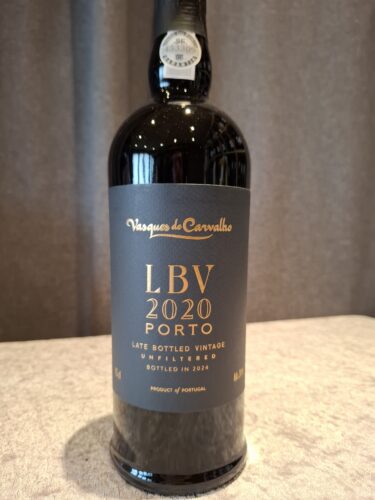 Vasques de Carvalho
LBV
2020
PORTO
LATE BOTTLED VINTAGE
UNFILTERED
BOTTLED IN 2024
PRODUCT of PORTUGAL